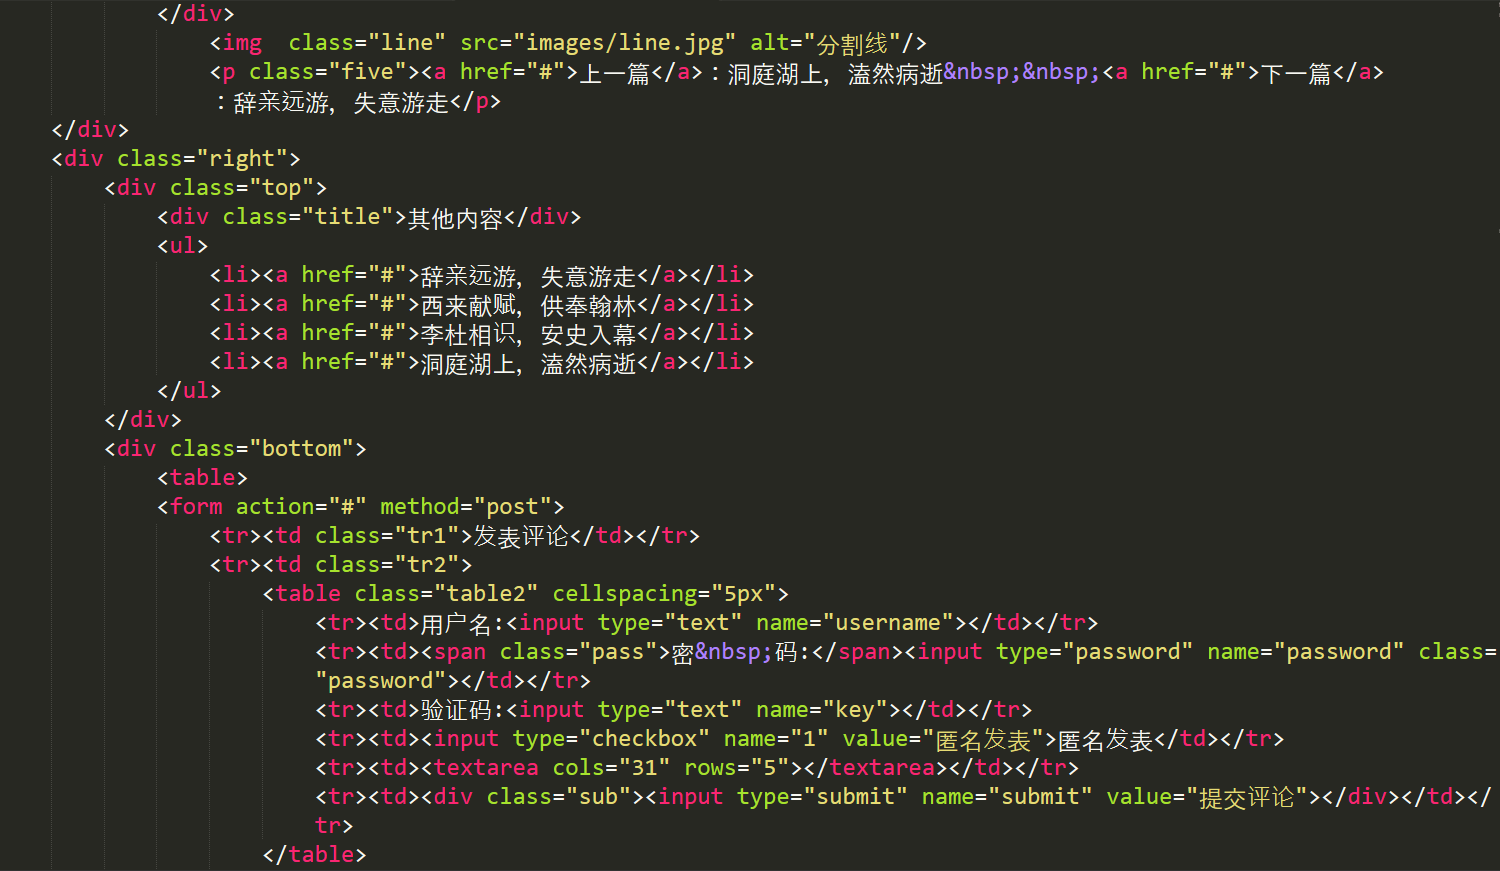 </div>
<img  class="line" src="images/line.jpg" alt="分割线"/>
<p class="five"><a href="#">上一篇</a>：洞庭湖上，溘然病逝&nbsp;&nbsp;<a href="#">下一篇</a>
：辞亲远游，失意游走</p>
</div>
<div class="right">
<div class="top">
<div class="title">其他内容</div>
<ul>
<li><a href="#">辞亲远游，失意游走</a></li>
<li><a href="#">西来献赋，供奉翰林</a></li>
<li><a href="#">李杜相识，安史入幕</a></li>
<li><a href="#">洞庭湖上，溘然病逝</a></li>
</ul>
</div>
<div class="bottom">
<table>
<form action="#" method="post">
<tr><td class="tr1">发表评论</td></tr>
<tr><td class="tr2">
<table class="table2" cellspacing="5px">
<tr><td>用户名:<input type="text" name="username"></td></tr>
<tr><td><span class="pass">密&nbsp;码:</span><input type="password" name="password" class=
"password"></td></tr>
<tr><td>验证码:<input type="text" name="key"></td></tr>
<tr><td><input type="checkbox" name="1" value="匿名发表">匿名发表</td></tr>
<tr><td><textarea cols="31" rows="5"></textarea></td></tr>
<tr><td><div class="sub"><input type="submit" name="submit" value="提交评论"></div></td></
tr>
</table>